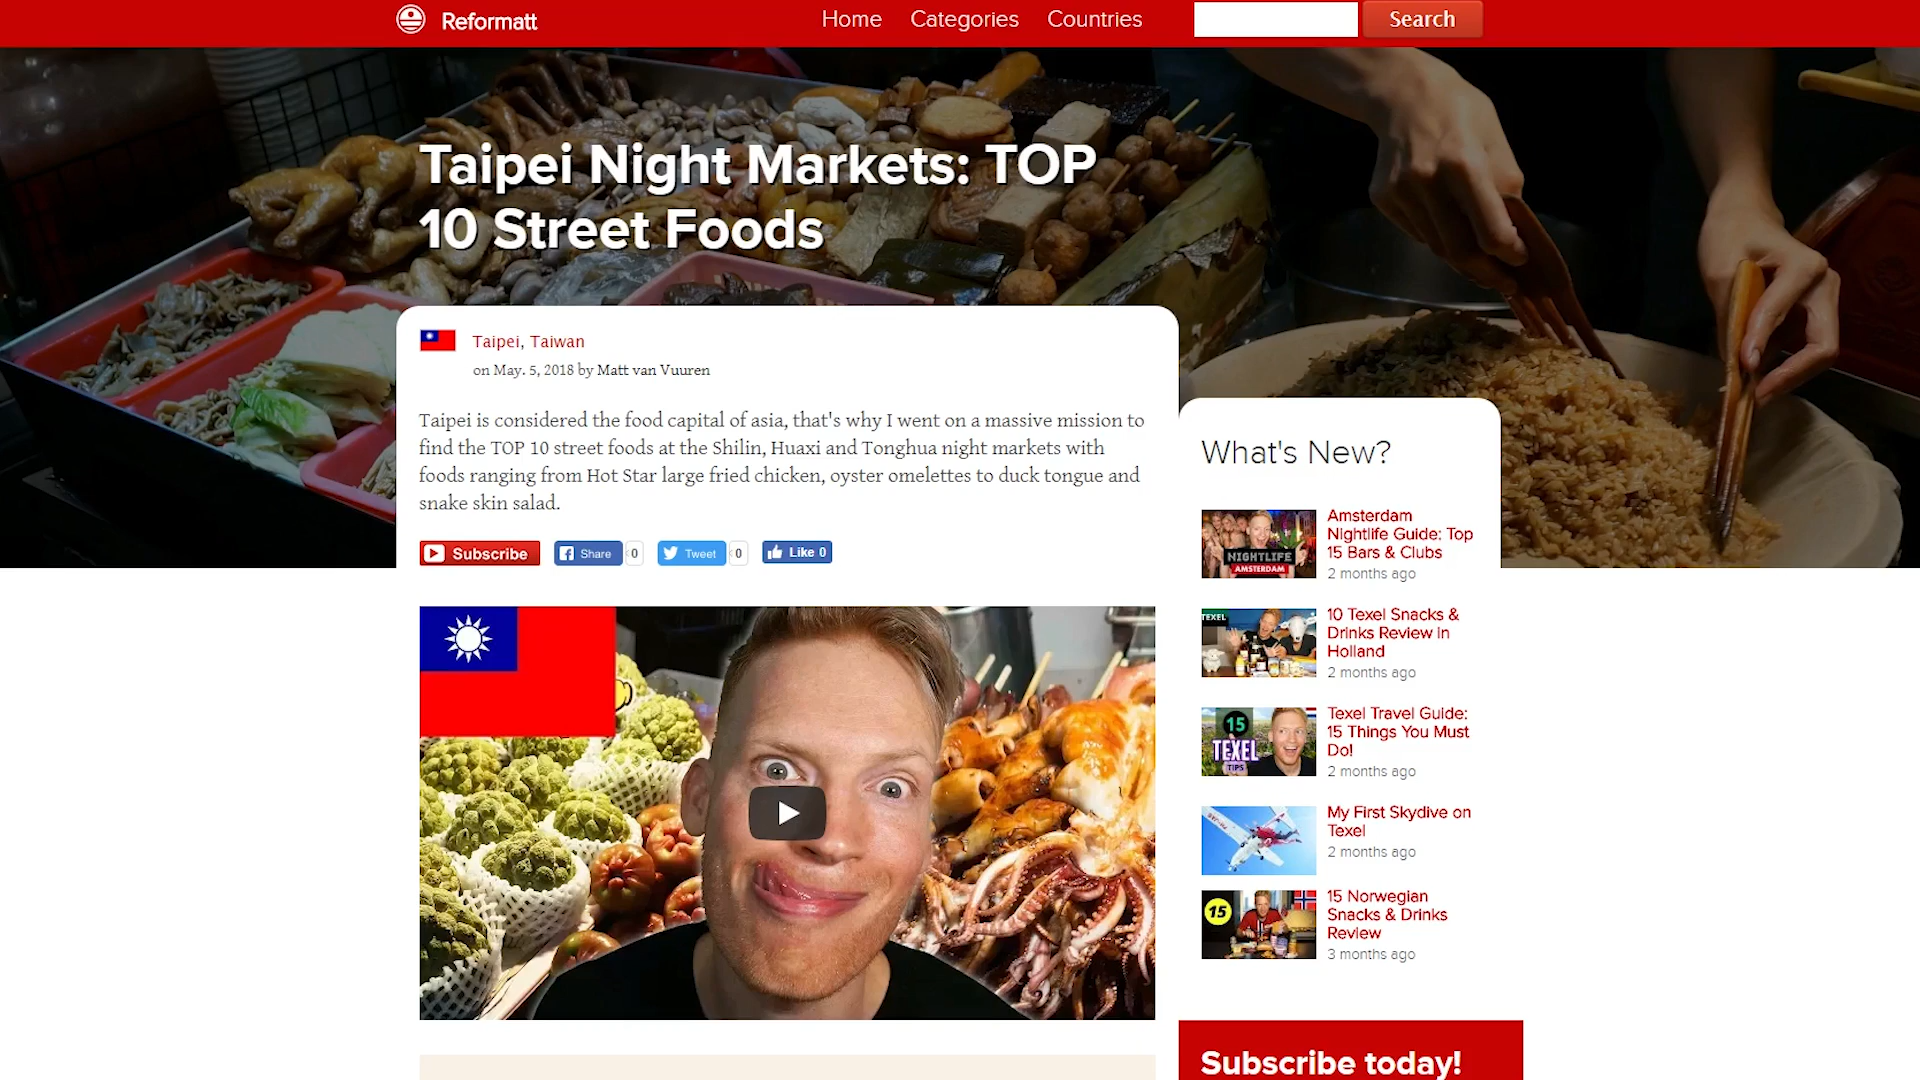 Reformatt
Home
Categories
Countries
Search
Taipei Night Markets: TOP
10 Street Foods
Taipei, Taiwan
on May. 5, 2018 by Matt van Vuuren
Taipei is considered the food capital of asia, that's why I went on a massive mission to
find the TOP 10 street foods at the Shilin, Huaxi and Tonghua night markets with
foods ranging from Hot Star large fried chicken, oyster omelettes to duck tongue and
snake skin salad.
Subscribe
Share
0
Tweet
0
Like 0
What's New?
NIGHTLIFE
AMSTERDAM
Amsterdam
Nightlife Guide: Top
15 Bars & Clubs
2 months ago
TEXEL
10 Texel Snacks &
Drinks Review in
Holland
2 months ago
15
TEXEL
TIPS
Texel Travel Guide:
15 Things You Must
Do!
2 months ago
My First Skydive on
Texel
2 months ago
15
15 Norwegian
Snacks & Drinks
Review
3 months ago
Subscribe today!